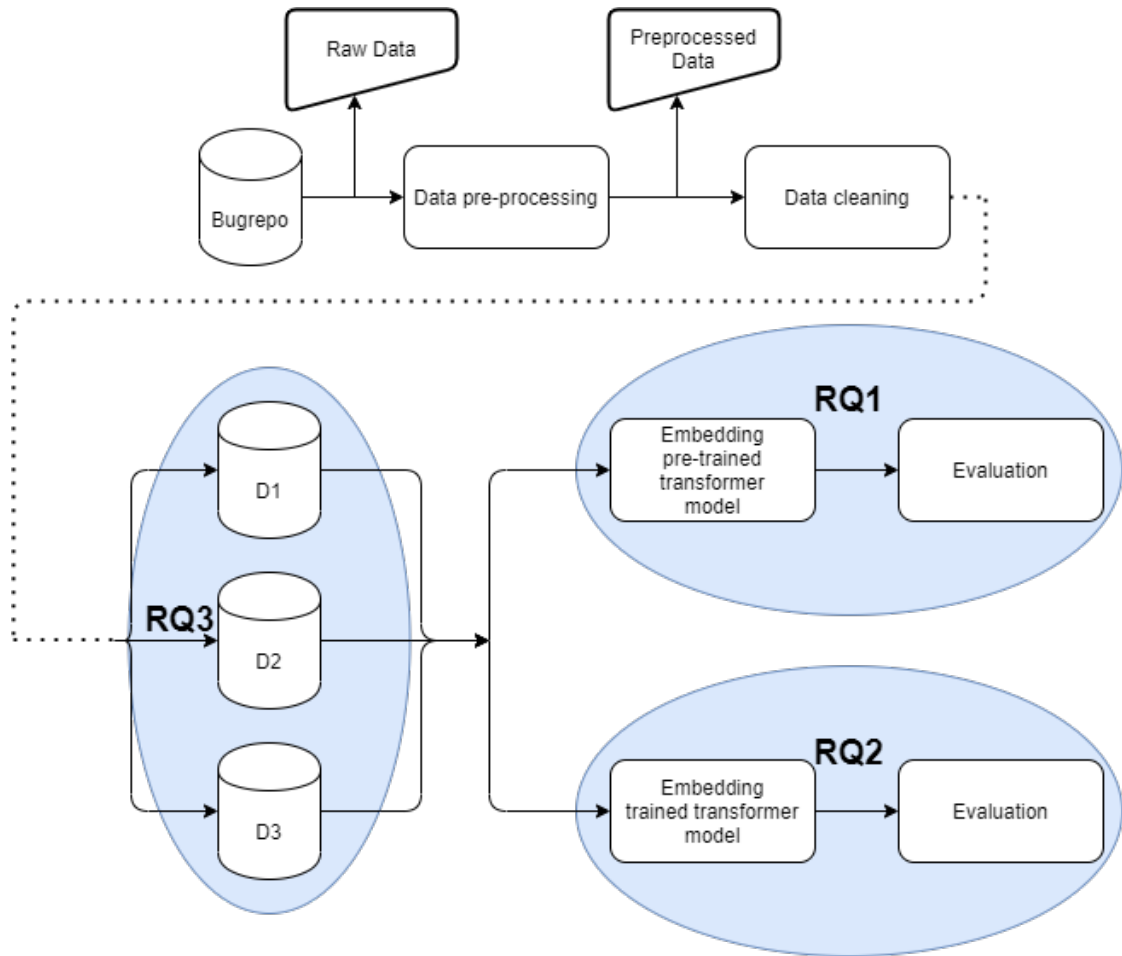 Raw Data
Preprocessed
Data
Bugrepo
Data pre-processing
Data cleaning
RQ1
Embedding
pre-trained
transformer
model
Evaluation
D1
RQ3
D2
D3
RQ2
Embedding
trained transformer
model
Evaluation